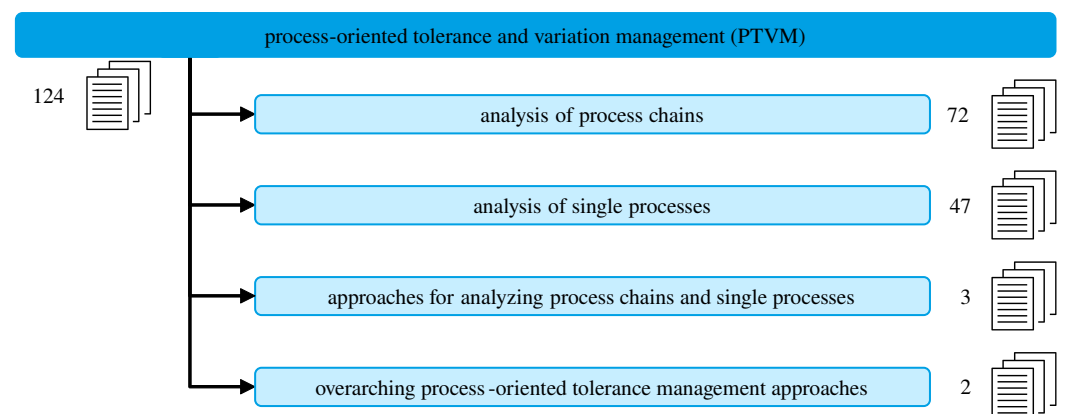 process-oriented tolerance and variation management (PTVM)
124
analysis of process chains
72
analysis of single processes
47
approaches for analyzing process chains and single processes
3
overarching process-oriented tolerance management approaches
2